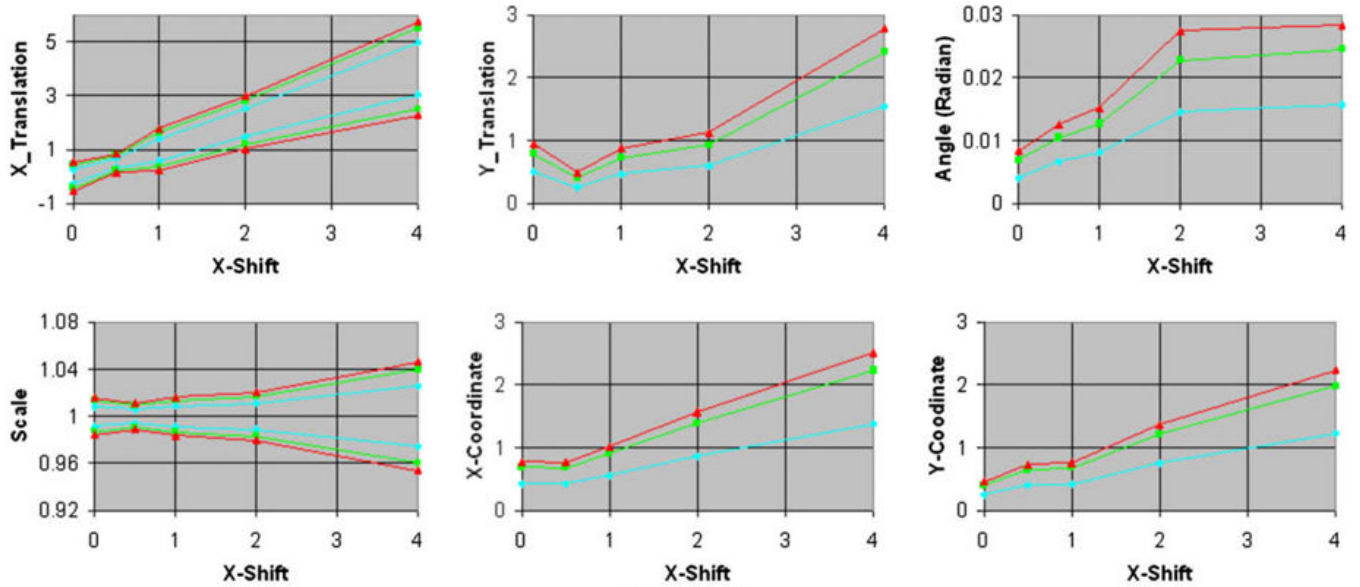 X_Translation
5
3
1
-1
0 1 2 3 4
X-Shift
Y_Translation
3
2
1
0
0 1 2 3 4
X-Shift
Angle (Radian)
0.03
0.02
0.01
0.00
0 1 2 3 4
X-Shift
Scale
1.08
1.04
1
0.96
0.92
0 1 2 3 4
X-Shift
X-Coordinate
3
2
1
0
0 1 2 3 4
X-Shift
Y-Coodinate
3
2
1
0
0 1 2 3 4
X-Shift